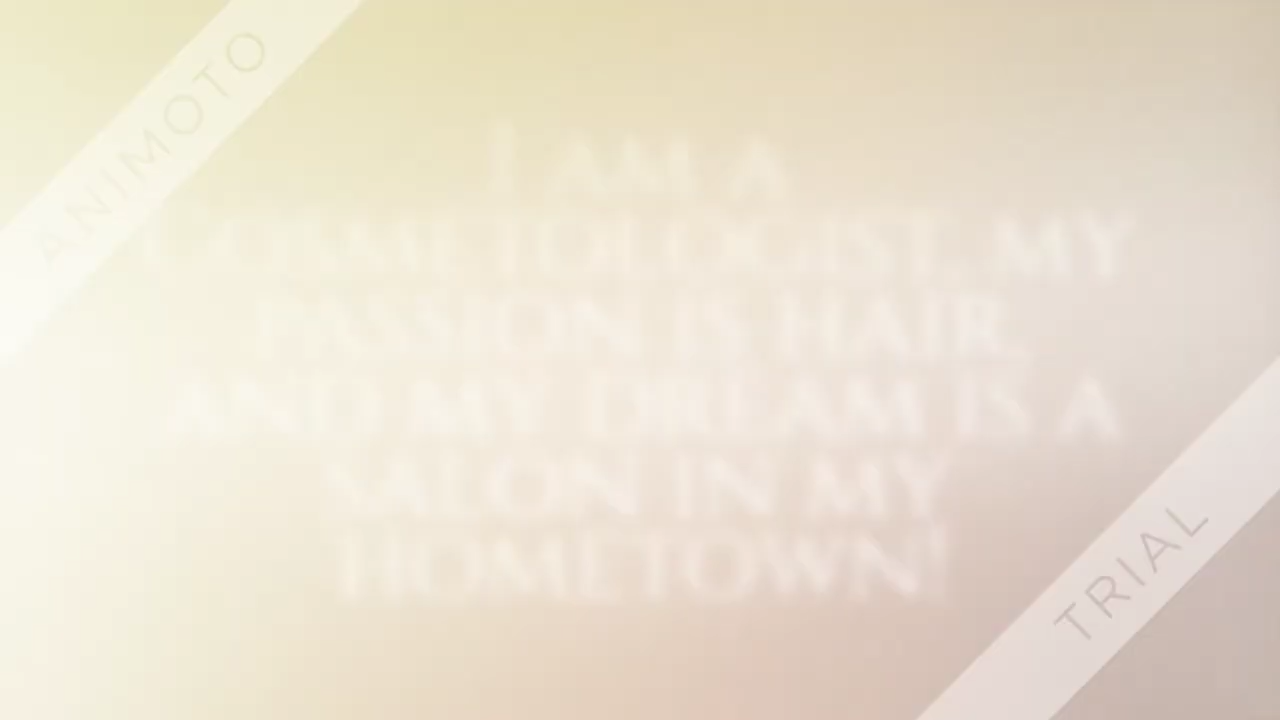 ANIMOTO
I AM A
COSMETOLOGIST, MY
PASSION IS HAIR,
AND MY DREAM IS A
SALON IN MY
HOMETOWN!
TRIAL